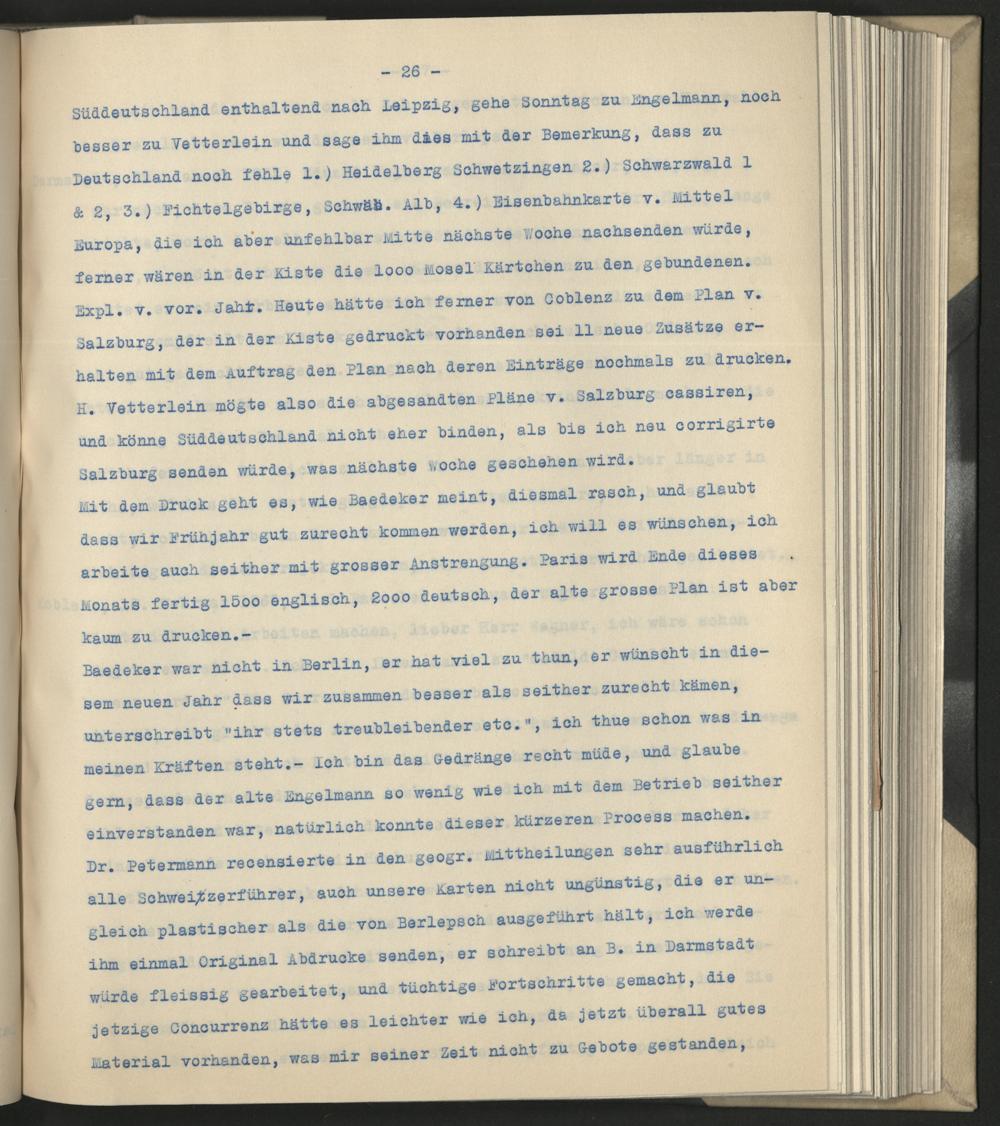 - 26 -
Süddeutschland enthaltend nach Leipzig, gehe Sonntag zu Engelmann, noch
besser zu Vetterlein und sage ihm dies mit der Bemerkung, dass zu
Deutschland noch fehle 1.) Heidelberg Schwetzingen 2.) Schwarzwald 1
& 2, 3.) Fichtelgebirge, Schwäb. Alb, 4.) Eisenbahnkarte v. Mittel
Europa, die ich aber unfehlbar Mitte nächste Woche nachsenden würde,
ferner wären in der Kiste die 1ooo Mosel Kärtchen zu den gebundenen.
Expl. v. vor. Jahr. Heute hätte ich ferner von Coblenz zu dem Plan v.
Salzburg, der in der Kiste gedruckt vorhanden sei 11 neue Zusätze er-
halten mit dem Auftrag den Plan nach deren Einträge nochmals zu drucken.
H. Vetterlein mögte also die abgesandten Pläne v. Salzburg cassiren,
und könne Süddeutschland nicht eher binden, als bis ich neu corrigirte
Salzburg senden würde, was nächste Woche geschehen wird.
Mit dem Druck geht es, wie Baedeker meint, diesmal rasch, und glaubt
dass wir Frühjahr gut zurecht kommen werden, ich will es wünschen, ich
arbeite auch seither mit grosser Anstrengung. Paris wird Ende dieses
Monats fertig 15oo englisch, 2ooo deutsch, der alte grosse Plan ist aber
kaum zu drucken.-
Baedeker war nicht in Berlin, er hat viel zu thun, er wünscht in die-
sem neuen Jahr dass wir zusammen besser als seither zurecht kämen,
unterschreibt "ihr stets treubleibender etc.", ich thue schon was in
meinen Kräften steht.- Ich bin das Gedränge recht müde, und glaube
gern, dass der alte Engelmann so wenig wie ich mit dem Betrieb seither
einverstanden war, natürlich konnte dieser kürzeren Process machen.
Dr. Petermann recensierte in den geogr. Mittheilungen sehr ausführlich
alle Schweizerführer, auch unsere Karten nicht ungünstig, die er un-
gleich plastischer als die von Berlepsch ausgeführt hält, ich werde
ihm einmal Original Abdrucke senden, er schreibt an B. in Darmstadt
würde fleissig gearbeitet, und tüchtige Fortschritte gemacht, die
jetzige Concurrenz hätte es leichter wie ich, da jetzt überall gutes
Material vorhanden, was mir seiner Zeit nicht zu Gebote gestanden,